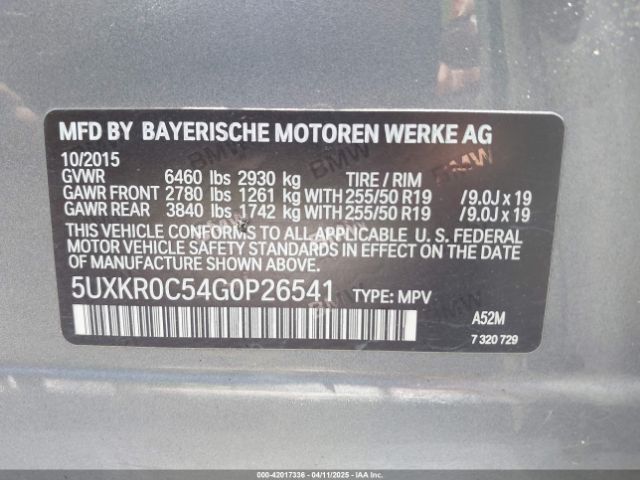 MFD BY BAYERISCHE MOTOREN WERKE AG
10/2015
GVWR 6460 lbs 2930 kg TIRE / RIM
GAWR FRONT 2780 lbs 1261 kg WITH 255/50 R19 /9.0J x 19
GAWR REAR 3840 lbs 1742 kg WITH 255/50 R19 /9.0J x 19
THIS VEHICLE CONFORMS TO ALL APPLICABLE U. S. FEDERAL
MOTOR VEHICLE SAFETY STANDARDS IN EFFECT ON THE DATE
OF MANUFACTURE SHOWN ABOVE.
5UXKR0C54G0P26541 TYPE: MPV
A52M
7 320 729
000-42017336 - 04/11/2025 - IAA Holdings, LLC.